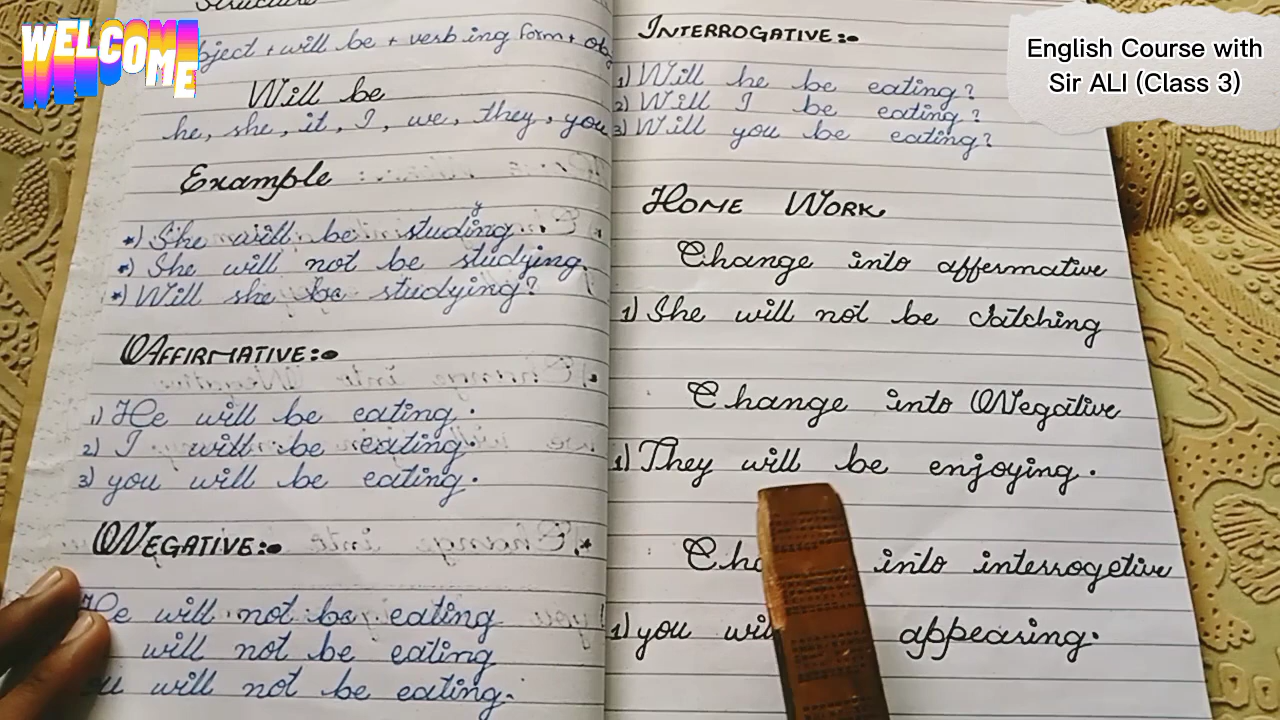 WELCOME
English Course with
Sir ALI (Class 3)
Structure
bject + will be + verb ing form + obj
Will be
he, she, it, I, we, they, you
Example
*) She will be studing.
y
*) She will not be studying.
*) Will she be studying?
AFFIRMATIVE:-
1) He will be eating.
2) I will be eating.
3) you will be eating.
NEGATIVE:-
He will not be eating
will not be eating
will not be eating.
INTERROGATIVE:-
1) Will he be eating?
2) Will I be eating?
3) Will you be eating?
HOME WORK
Change into affermative
1) She will not be catching
Change into Negative
1) They will be enjoying.
into interrogetive
1) you appearing.